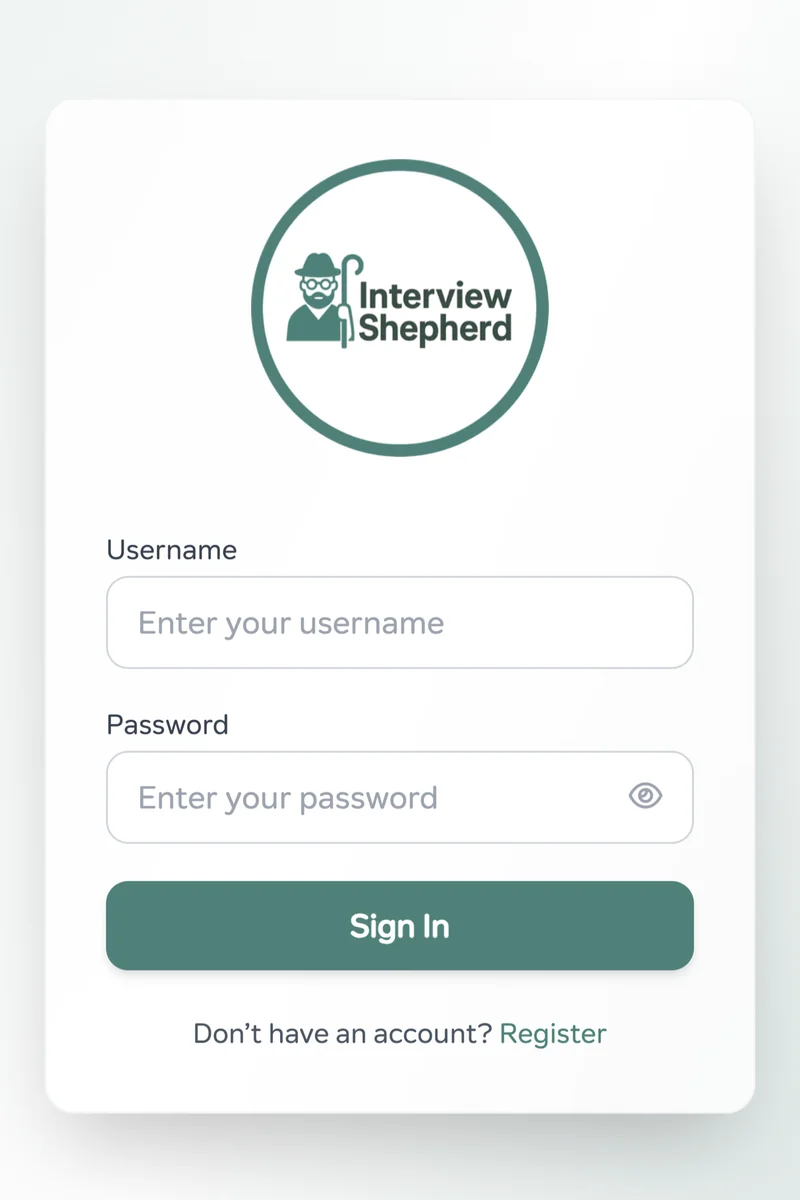 Interview
Shepherd
Username
Enter your username
Password
Enter your password
Sign In
Don’t have an account? Register